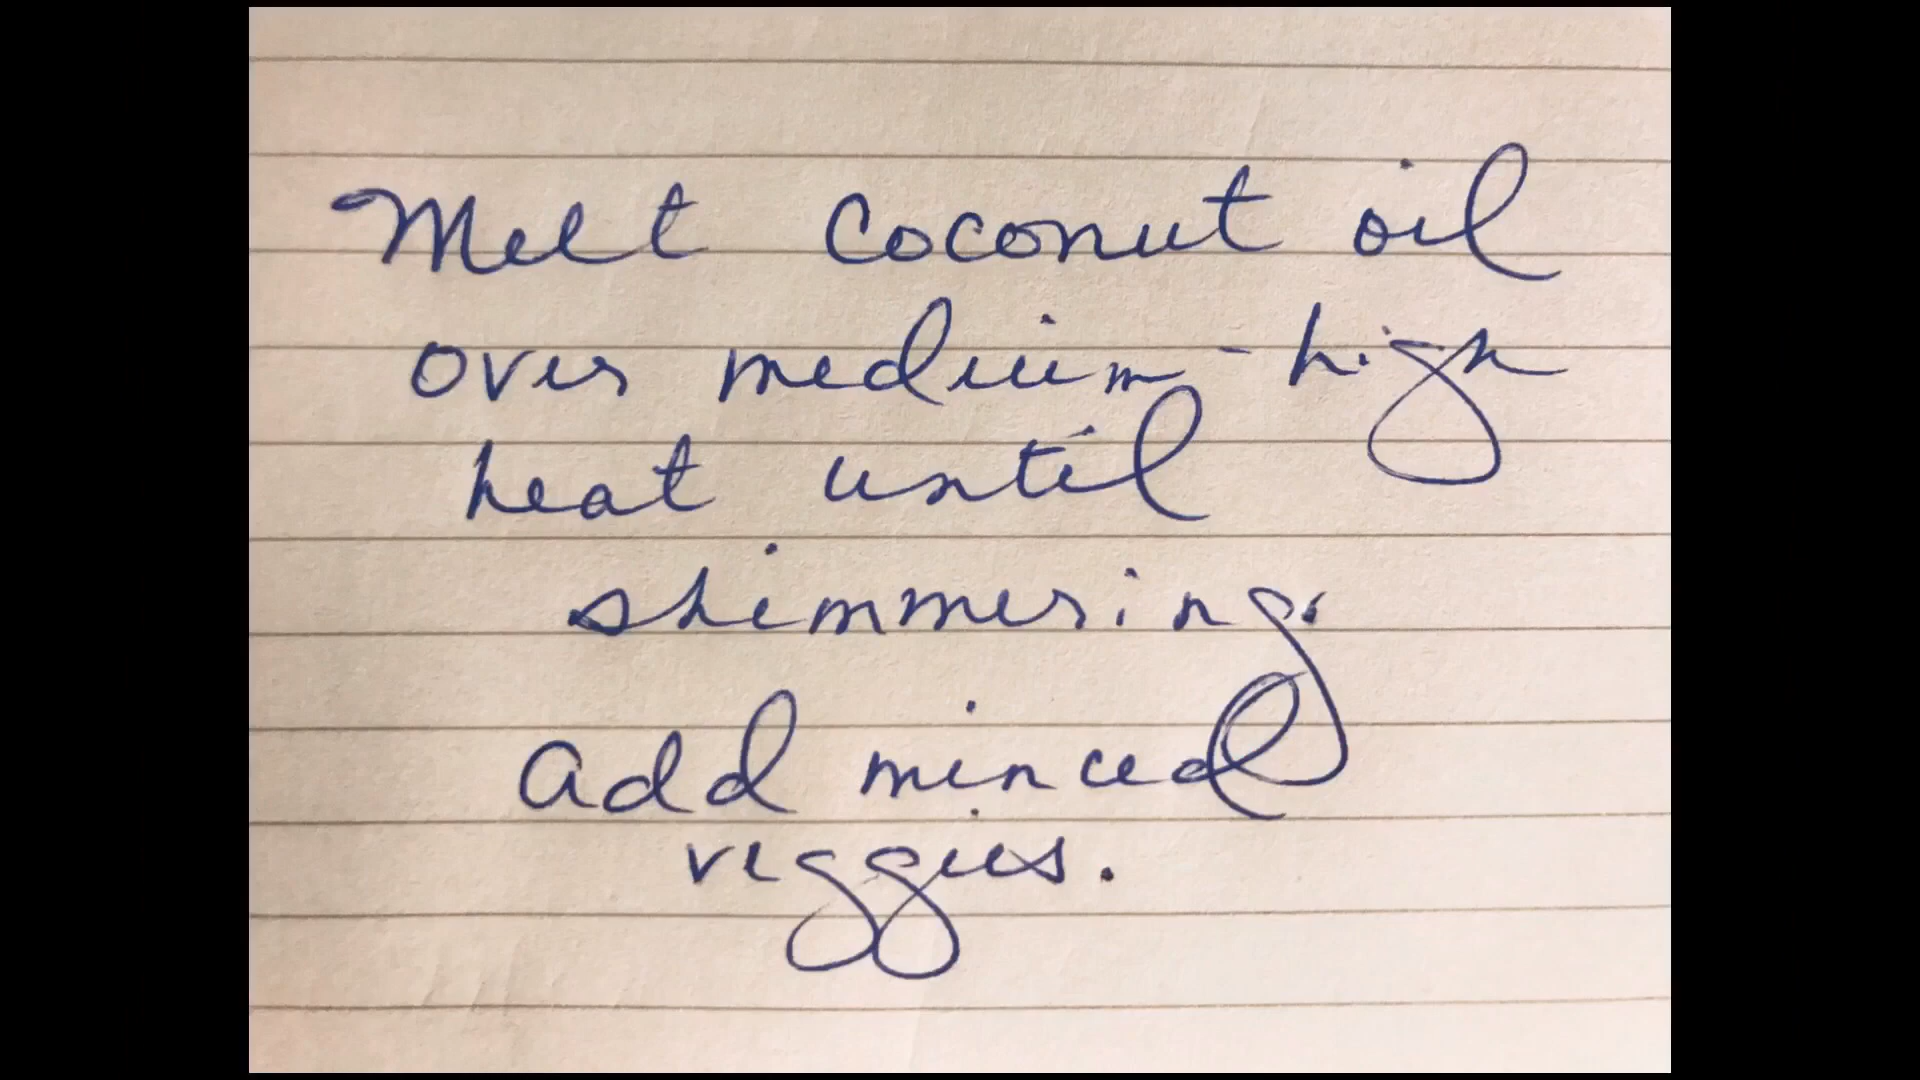 Melt coconut oil
over medium-high
heat until
shimmering.
Add minced
veggies.